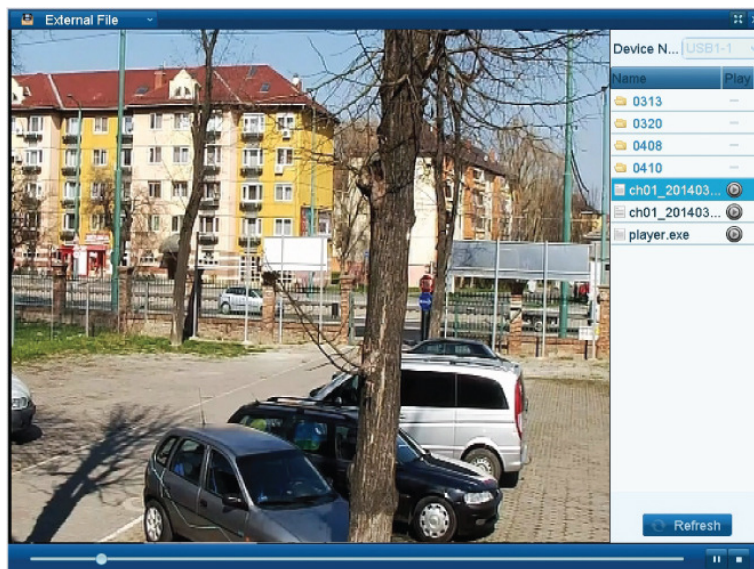 External File
Device N... USB1-1
Name Play
0313 —
0320 —
0408 —
0410 —
ch01_201403...
ch01_201403...
player.exe
Refresh